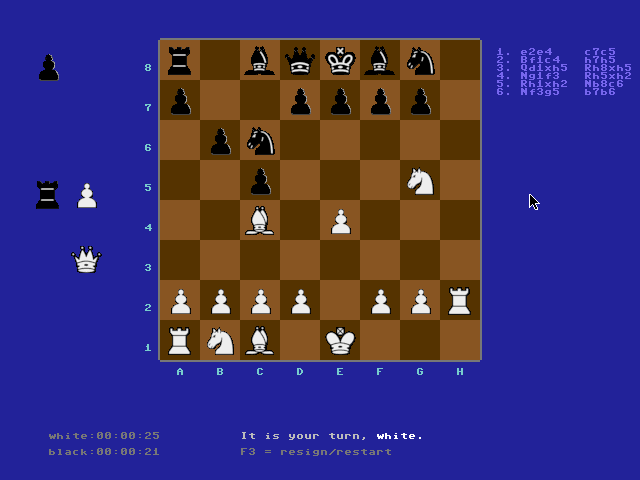 1. e2e4 c7c5
2. Bf1c4 h7h5
3. Qd1xh5 Rh8xh5
4. Ng1f3 Rh5xh2
5. Rh1xh2 Nb8c6
6. Nf3g5 b7b6
8
7
6
5
4
3
2
1
A B C D E F G H
white:00:00:25 It is your turn, white.
black:00:00:21 F3 = resign/restart